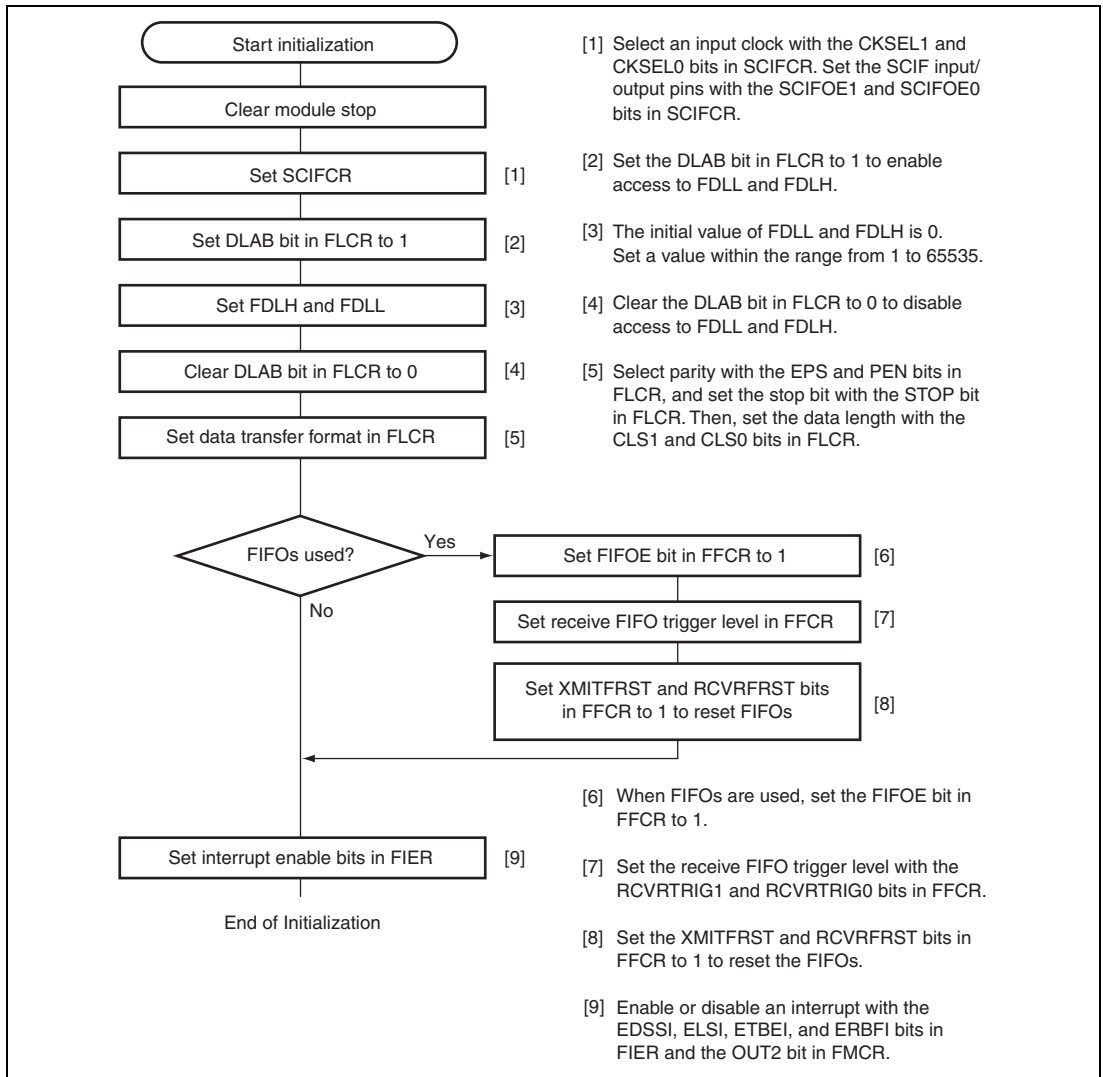 Start initialization
Clear module stop
Set SCIFCR
[1]
Set DLAB bit in FLCR to 1
[2]
Set FDLH and FDLL
[3]
Clear DLAB bit in FLCR to 0
[4]
Set data transfer format in FLCR
[5]
FIFOs used?
Yes
No
Set FIFOE bit in FFCR to 1
[6]
Set receive FIFO trigger level in FFCR
[7]
Set XMITFRST and RCVRFRST bits
in FFCR to 1 to reset FIFOs
[8]
Set interrupt enable bits in FIER
[9]
End of Initialization
[1] Select an input clock with the CKSEL1 and
CKSEL0 bits in SCIFCR. Set the SCIF input/
output pins with the SCIFOE1 and SCIFOE0
bits in SCIFCR.
[2] Set the DLAB bit in FLCR to 1 to enable
access to FDLL and FDLH.
[3] The initial value of FDLL and FDLH is 0.
Set a value within the range from 1 to 65535.
[4] Clear the DLAB bit in FLCR to 0 to disable
access to FDLL and FDLH.
[5] Select parity with the EPS and PEN bits in
FLCR, and set the stop bit with the STOP bit
in FLCR. Then, set the data length with the
CLS1 and CLS0 bits in FLCR.
[6] When FIFOs are used, set the FIFOE bit in
FFCR to 1.
[7] Set the receive FIFO trigger level with the
RCVRTRIG1 and RCVRTRIG0 bits in FFCR.
[8] Set the XMITFRST and RCVRFRST bits in
FFCR to 1 to reset the FIFOs.
[9] Enable or disable an interrupt with the
EDSSI, ELSI, ETBEI, and ERBFI bits in
FIER and the OUT2 bit in FMCR.